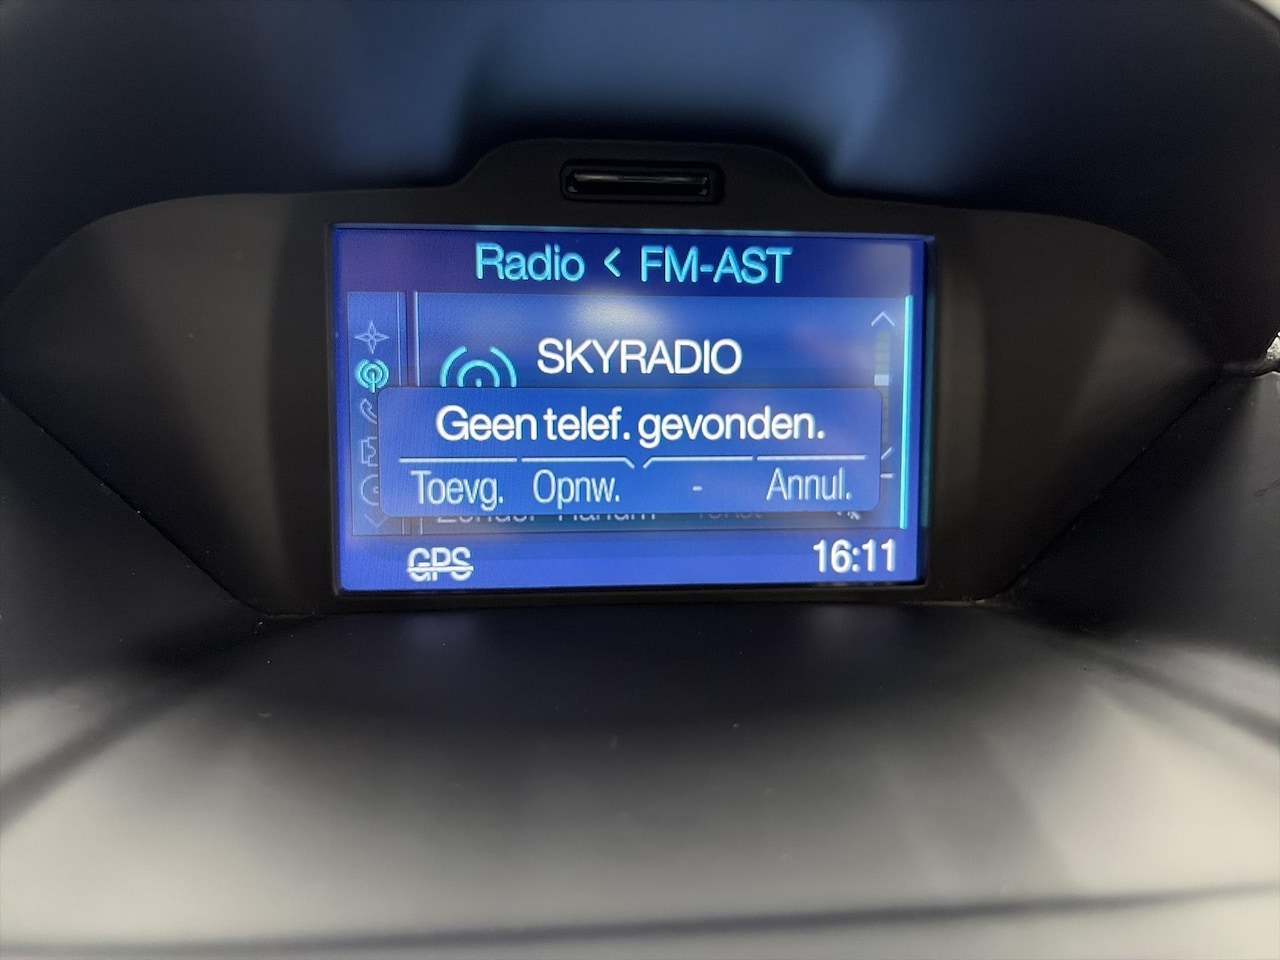 Radio < FM-AST
SKYRADIO
Geen telef. gevonden.
Toevg. Opnw. - Annul.
GPS
16:11